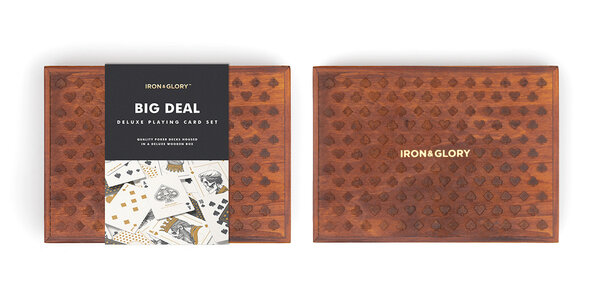 IRON & GLORY™
BIG DEAL
DELUXE PLAYING CARD SET
QUALITY POKER DECKS HOUSED
IN A DELUXE WOODEN BOX
IRON&GLORY